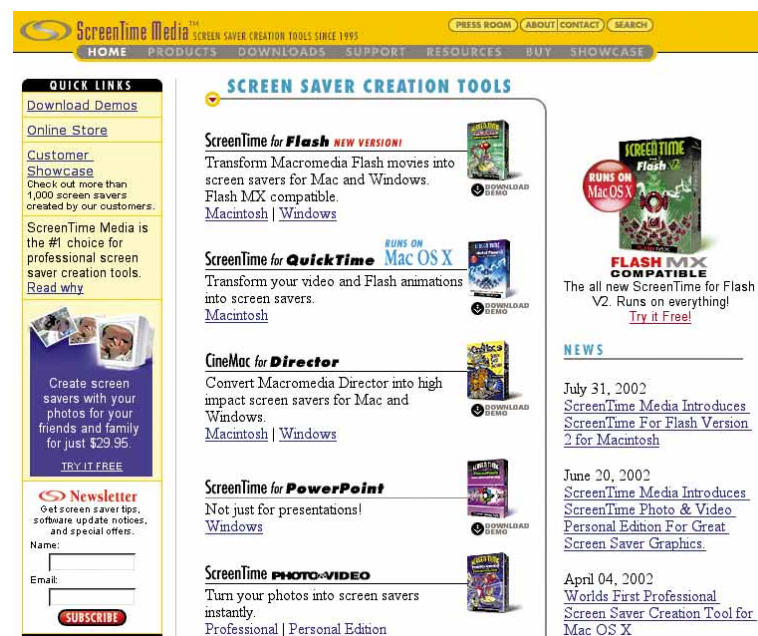 ScreenTime Media™ SCREEN SAVER CREATION TOOLS SINCE 1995
PRESS ROOM ABOUT CONTACT SEARCH
HOME PRODUCTS DOWNLOADS SUPPORT RESOURCES BUY SHOWCASE
QUICK LINKS
Download Demos
Online Store
Customer
Showcase
Check out more than
1,000 screen savers
created by our customers.
ScreenTime Media is
the #1 choice for
professional screen
saver creation tools.
Read why
Create screen
savers with your
photos for your
friends and family
for just $29.95.
TRY IT FREE
Newsletter
Get screen saver tips,
software update notices,
and special offers.
Name:
Email:
SUBSCRIBE
SCREEN SAVER CREATION TOOLS
ScreenTime for Flash NEW VERSION!
Transform Macromedia Flash movies into
screen savers for Mac and Windows.
Flash MX compatible.
Macintosh | Windows
DOWNLOAD
DEMO
ScreenTime for QuickTime RUNS ON Mac OS X
Transform your video and Flash animations
into screen savers.
Macintosh
DOWNLOAD
DEMO
CineMac for Director
Convert Macromedia Director into high
impact screen savers for Mac and
Windows.
Macintosh | Windows
DOWNLOAD
DEMO
ScreenTime for PowerPoint
Not just for presentations!
Windows
DOWNLOAD
DEMO
ScreenTime PHOTO & VIDEO
Turn your photos into screen savers
instantly.
Professional | Personal Edition
SCREEN TIME
Flash V2
RUNS ON
Mac OS X
FLASH MX
COMPATIBLE
The all new ScreenTime for Flash
V2. Runs on everything!
Try it Free!
NEWS
July 31, 2002
ScreenTime Media Introduces
ScreenTime For Flash Version
2 for Macintosh
June 20, 2002
ScreenTime Media Introduces
ScreenTime Photo & Video
Personal Edition For Great
Screen Saver Graphics.
April 04, 2002
Worlds First Professional
Screen Saver Creation Tool for
Mac OS X